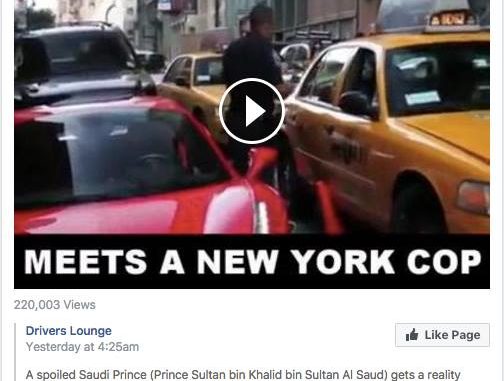 MEETS A NEW YORK COP
220,003 Views
Drivers Lounge
Like Page
Yesterday at 4:25am
A spoiled Saudi Prince (Prince Sultan bin Khalid bin Sultan Al Saud) gets a reality